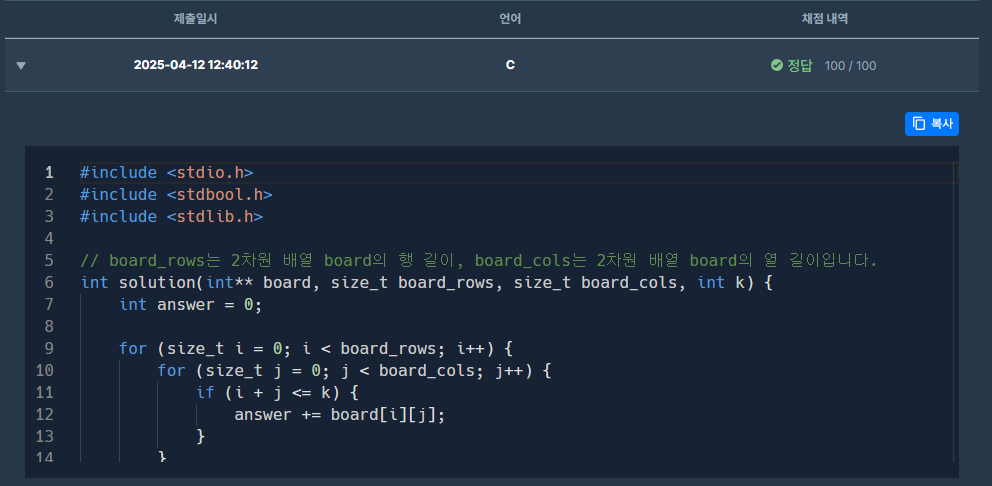 제출일시 언어 채점 내역
2025-04-12 12:40:12 C 정답 100 / 100
복사
1 #include <stdio.h>
2 #include <stdbool.h>
3 #include <stdlib.h>
4
5 // board_rows는 2차원 배열 board의 행 길이, board_cols는 2차원 배열 board의 열 길이입니다.
6 int solution(int** board, size_t board_rows, size_t board_cols, int k) {
7     int answer = 0;
8
9     for (size_t i = 0; i < board_rows; i++) {
10         for (size_t j = 0; j < board_cols; j++) {
11             if (i + j <= k) {
12                 answer += board[i][j];
13             }
14         }